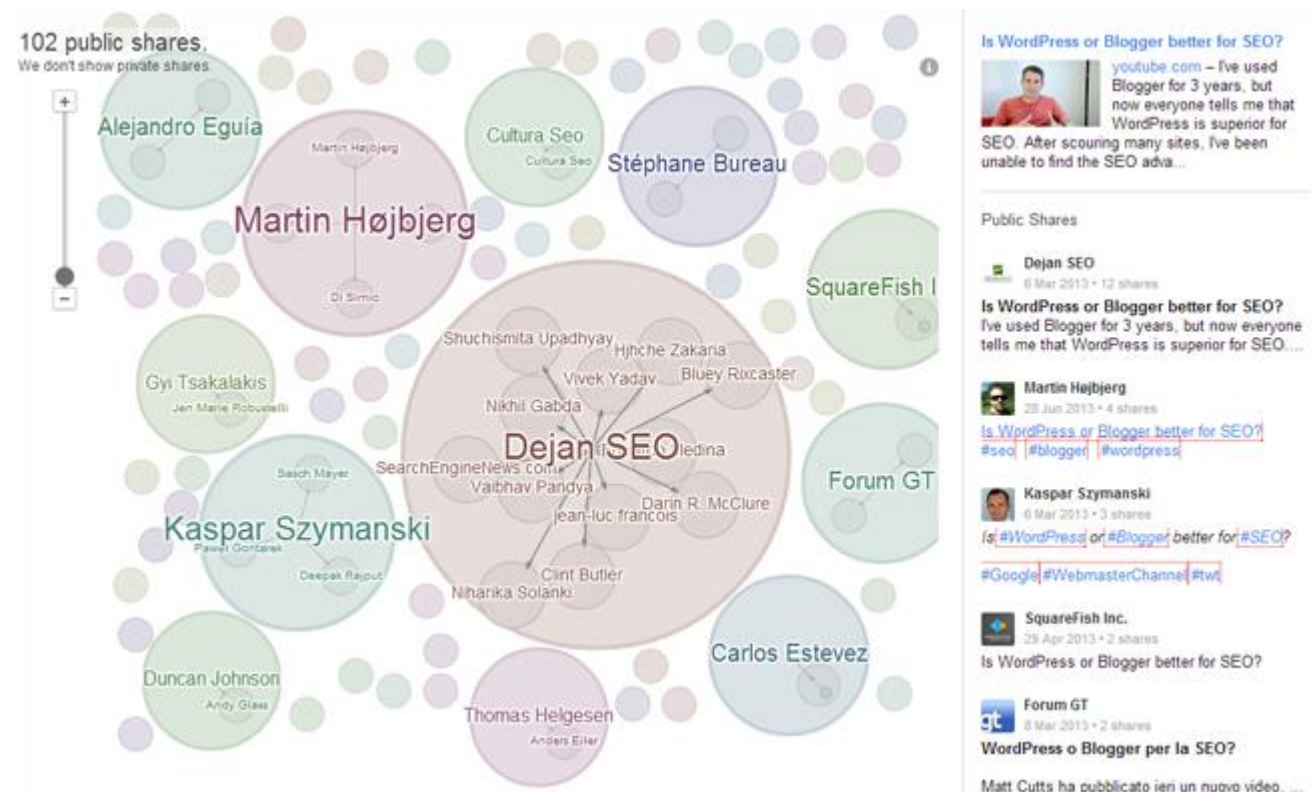 102 public shares.
We don't show private shares.
+
−
Alejandro Eguía
Martin Højbjerg
Martin Højbjerg
Di Simic
Cultura Seo
Cultura Seo
Stéphane Bureau
SquareFish I
Gyi Tsakalakis
Jen Marie Robustelli
Shuchismita Upadhyay
Hjhche Zakaria
Vivek Yadav
Bluey Rixcaster
Nikhil Gabda
Dejan SEO
ledina
SearchEngineNews.com
Vaibhav Pandya
Darin R. McClure
jean-luc francois
Clint Butler
Niharika Solanki
Forum GT
Sasch Mayer
Kaspar Szymanski
Pawel Gontarek
Deepak Rajput
Duncan Johnson
Andy Glass
Thomas Helgesen
Anders Eiler
Carlos Estevez
Is WordPress or Blogger better for SEO?
youtube.com – I've used
Blogger for 3 years, but
now everyone tells me that
WordPress is superior for
SEO. After scouring many sites, I've been
unable to find the SEO adva...
Public Shares
Dejan SEO
6 Mar 2013 • 12 shares
Is WordPress or Blogger better for SEO?
I've used Blogger for 3 years, but now everyone
tells me that WordPress is superior for SEO....
Martin Højbjerg
28 Jun 2013 • 4 shares
Is WordPress or Blogger better for SEO?
#seo #blogger #wordpress
Kaspar Szymanski
6 Mar 2013 • 3 shares
Is #WordPress or #Blogger better for #SEO?
#Google #WebmasterChannel #twt
SquareFish Inc.
29 Apr 2013 • 2 shares
Is WordPress or Blogger better for SEO?
gt
Forum GT
8 Mar 2013 • 2 shares
WordPress o Blogger per la SEO?
Matt Cutts ha pubblicato ieri un nuovo video. ...